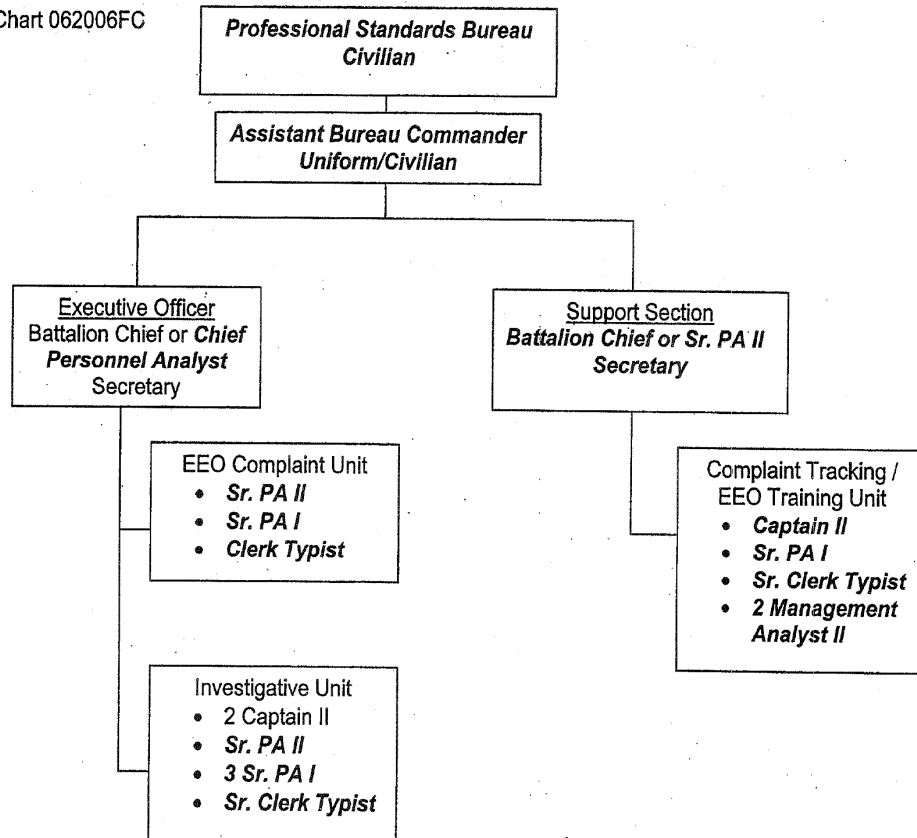 Chart 062006FC
Professional Standards Bureau
Civilian
Assistant Bureau Commander
Uniform/Civilian
Executive Officer
Battalion Chief or Chief
Personnel Analyst
Secretary
Support Section
Battalion Chief or Sr. PA II
Secretary
EEO Complaint Unit
• Sr. PA II
• Sr. PA I
• Clerk Typist
Complaint Tracking /
EEO Training Unit
• Captain II
• Sr. PA I
• Sr. Clerk Typist
• 2 Management
Analyst II
Investigative Unit
• 2 Captain II
• Sr. PA II
• 3 Sr. PA I
• Sr. Clerk Typist